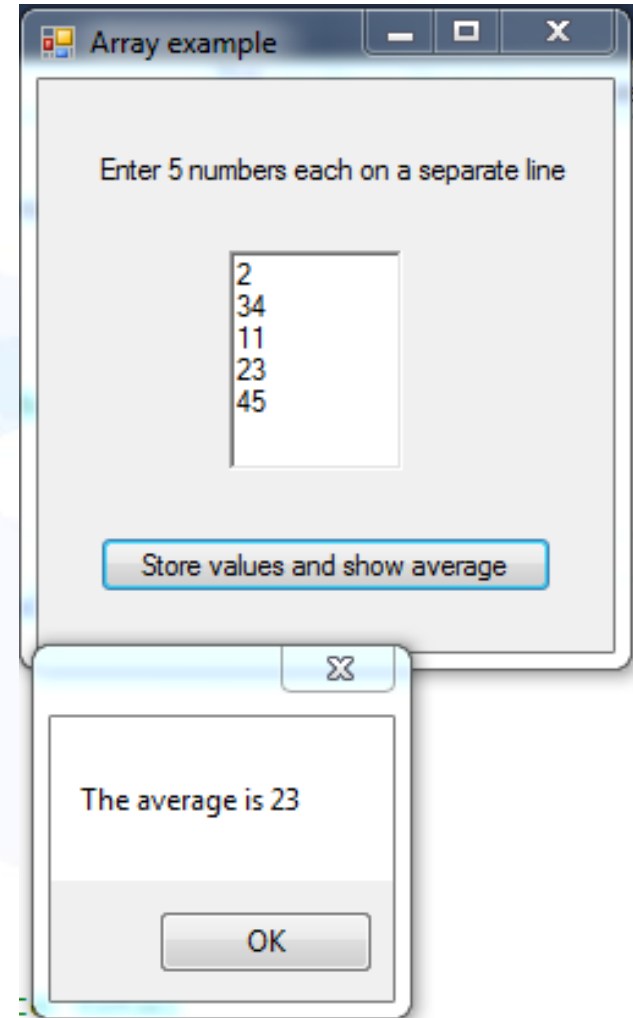 Array example
Enter 5 numbers each on a separate line
2
34
11
23
45
Store values and show average
The average is 23
OK